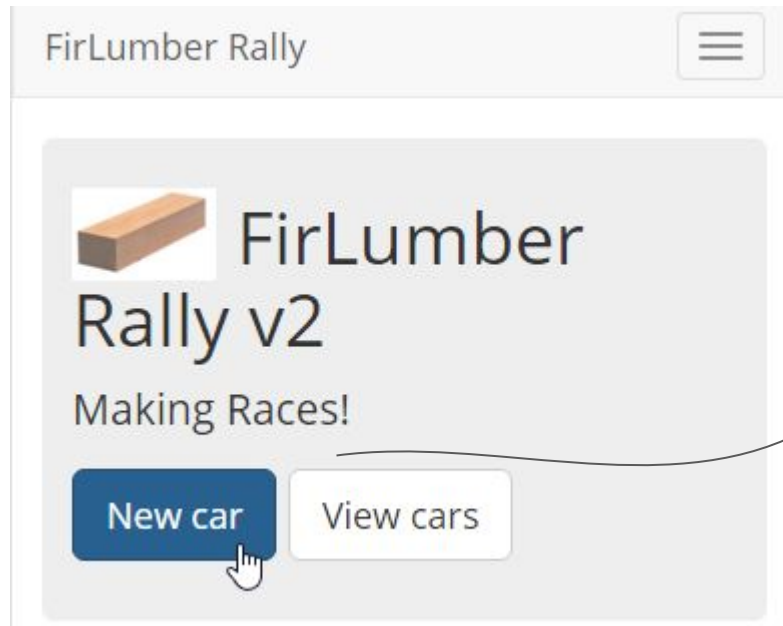 FirLumber Rally
FirLumber
Rally v2
Making Races!
New car
View cars